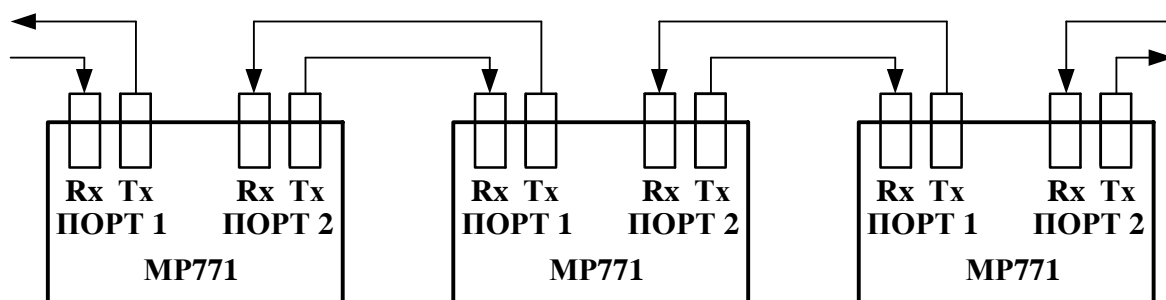 Rx Tx Rx Tx Rx Tx Rx Tx Rx Tx Rx Tx
ПОРТ 1 ПОРТ 2 ПОРТ 1 ПОРТ 2 ПОРТ 1 ПОРТ 2
МР771 МР771 МР771